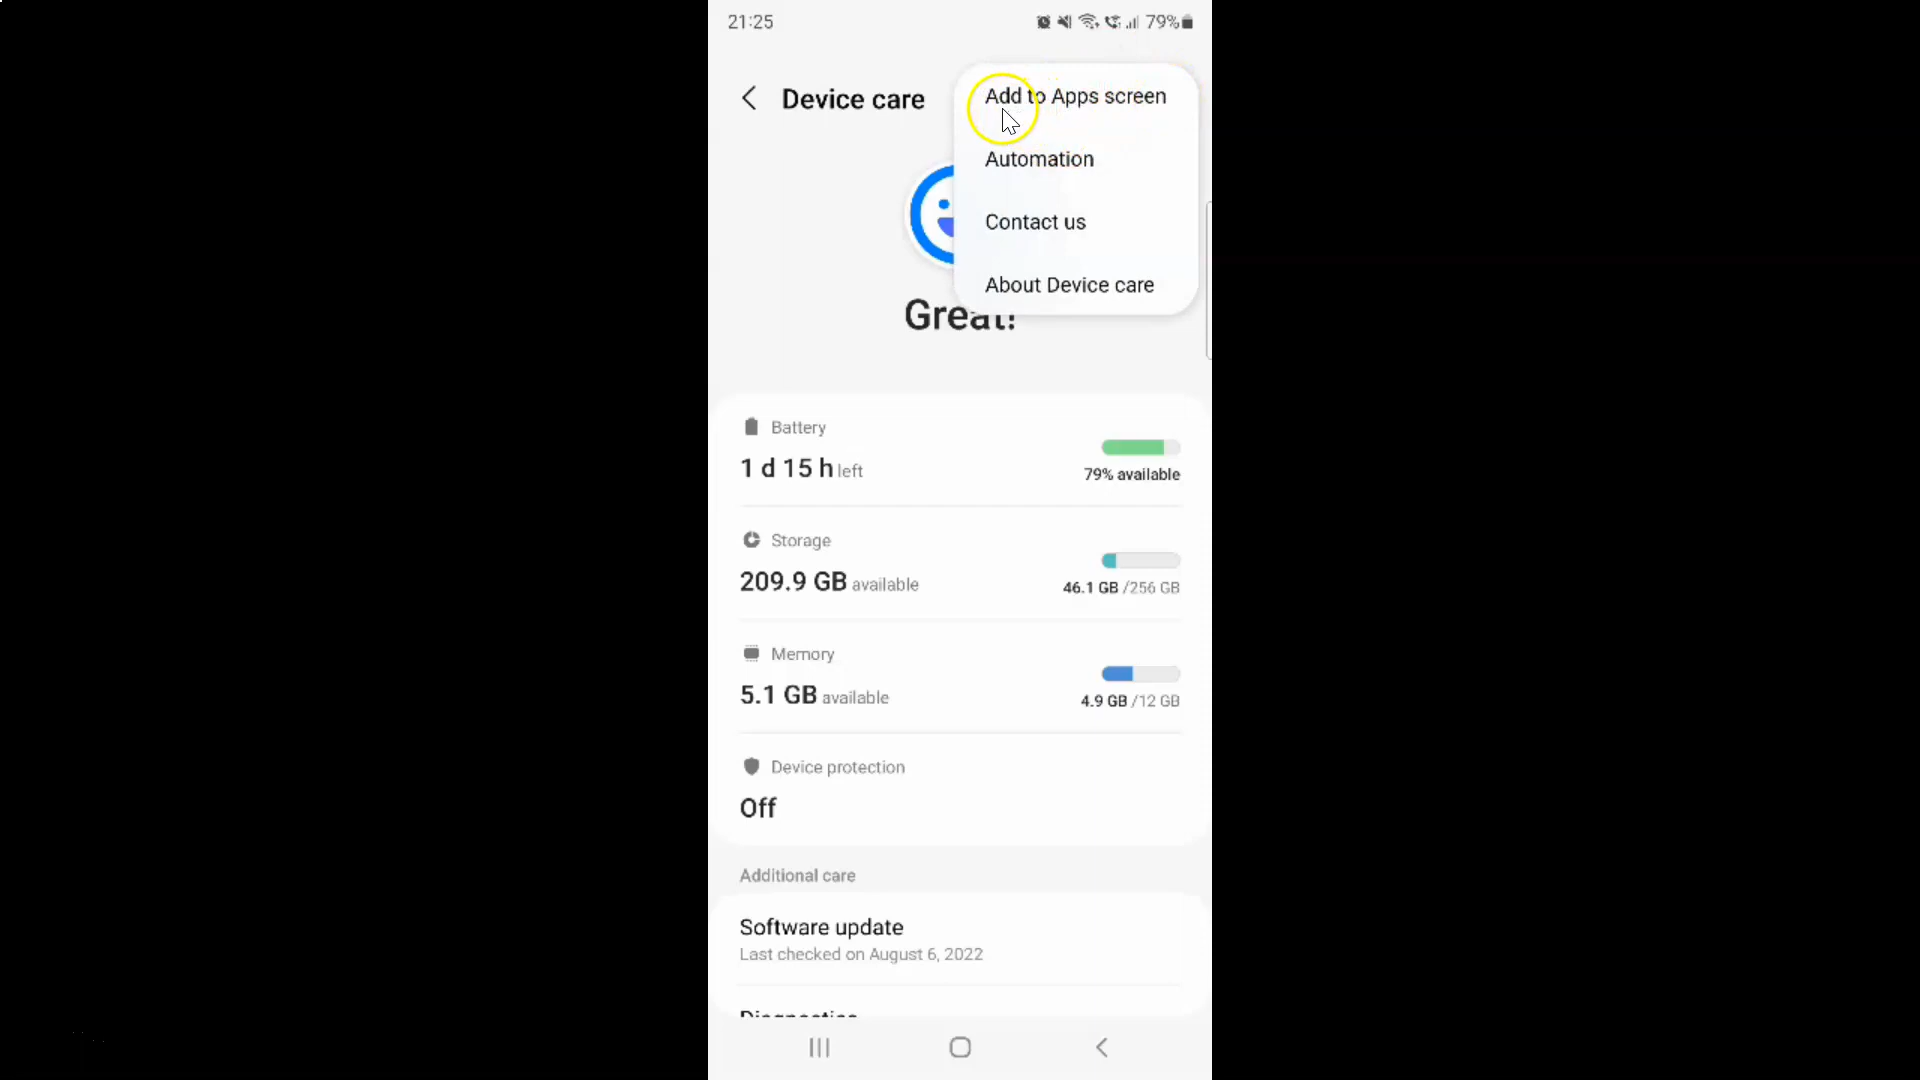 21:25
79%
Device care
Add to Apps screen
Automation
Contact us
About Device care
Great!
Battery
1 d 15 h left
79% available
Storage
209.9 GB available
46.1 GB /256 GB
Memory
5.1 GB available
4.9 GB /12 GB
Device protection
Off
Additional care
Software update
Last checked on August 6, 2022
Diagnostics